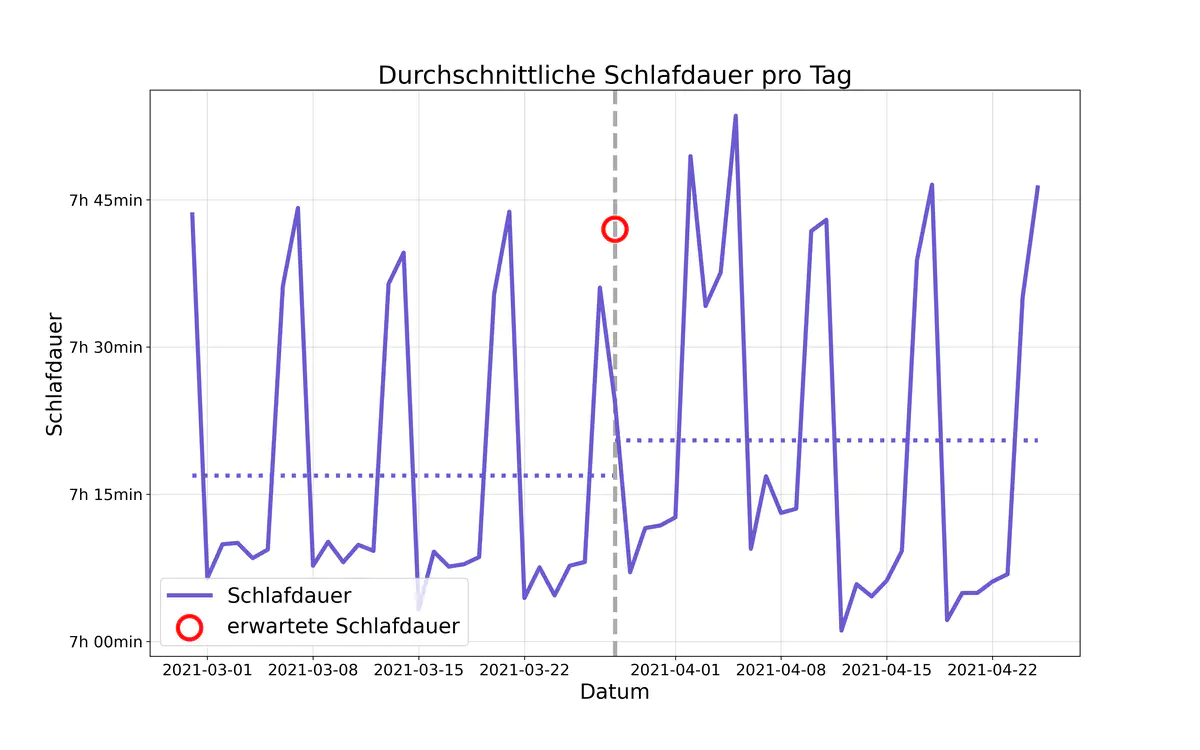 Durchschnittliche Schlafdauer pro Tag
Schlafdauer
7h 45min
7h 30min
7h 15min
7h 00min
Schlafdauer
erwartete Schlafdauer
2021-03-01 2021-03-08 2021-03-15 2021-03-22 2021-04-01 2021-04-08 2021-04-15 2021-04-22
Datum